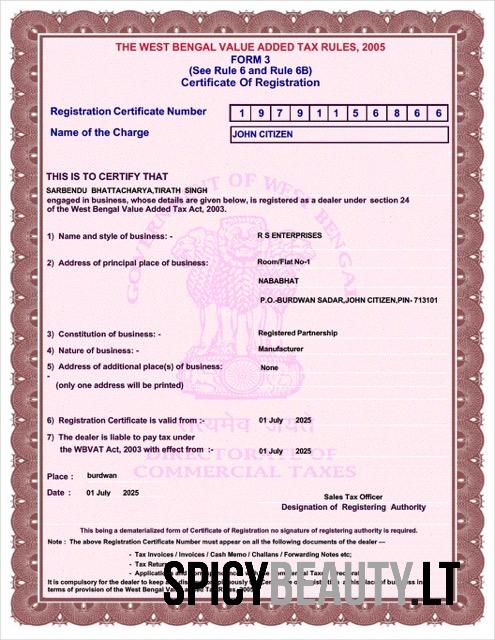 THE WEST BENGAL VALUE ADDED TAX RULES, 2005
FORM 3
(See Rule 6 and Rule 6B)
Certificate Of Registration
Registration Certificate Number 1 9 7 9 1 1 5 6 8 6 6
Name of the Charge JOHN CITIZEN
THIS IS TO CERTIFY THAT
SARBENDU BHATTACHARYA,TIRATH SINGH
engaged in business, whose details are given below, is registered as a dealer under section 24
of the West Bengal Value Added Tax Act, 2003.
1) Name and style of business: - R S ENTERPRISES
2) Address of principal place of business: Room/Flat No-1
NABABHAT
P.O.-BURDWAN SADAR,JOHN CITIZEN,PIN- 713101
3) Constitution of business: - Registered Partnership
4) Nature of business: - Manufacturer
5) Address of additional place(s) of business: None
-
(only one address will be printed)
6) Registration Certificate is valid from :- 01 July 2025
7) The dealer is liable to pay tax under
the WBVAT Act, 2003 with effect from :- 01 July 2025
Place : burdwan
Date : 01 July 2025
Sales Tax Officer
Designation of Registering Authority
This being a dematerialized form of Certificate of Registration no signature of registering authority is required.
Note : The above Registration Certificate Number must appear on all the following documents of the dealer —
- Tax Invoices / Invoices / Cash Memo / Challans / Forwarding Notes etc;
- Tax Retur
- Applications and
It is compulsory for the dealer to keep a
terms of provision of the West Bengal Value Added Tax Rules, 2005
GOVERNMENT OF WEST BENGAL
सत्यमेव जयते
DIRECTORATE OF
COMMERCIAL TAXES
SPICYBEAUTY.LT